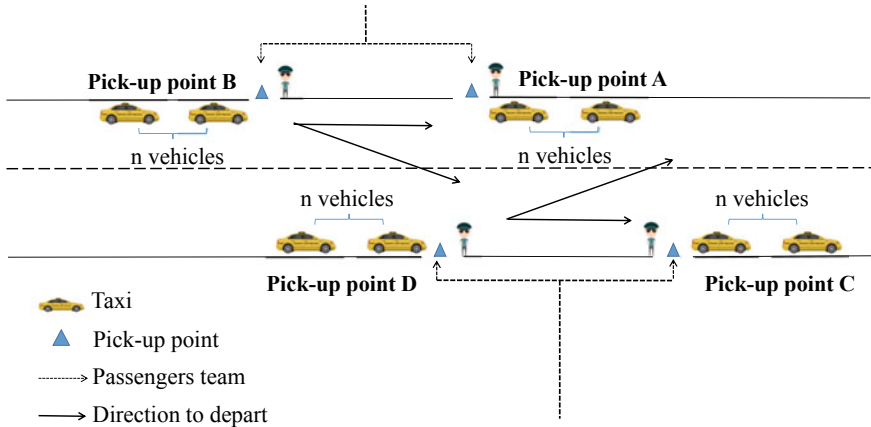 Pick-up point B
Pick-up point A
n vehicles
n vehicles
n vehicles
n vehicles
Pick-up point D
Pick-up point C
Taxi
Pick-up point
Passengers team
Direction to depart